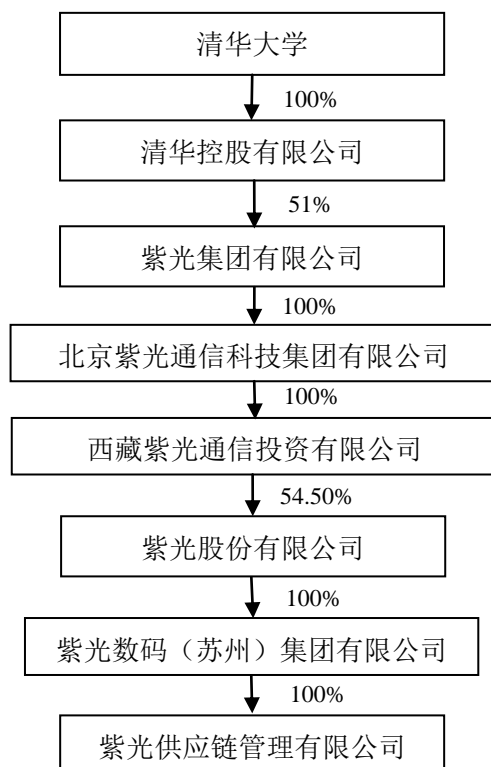 清华大学
100%
清华控股有限公司
51%
紫光集团有限公司
100%
北京紫光通信科技集团有限公司
100%
西藏紫光通信投资有限公司
54.50%
紫光股份有限公司
100%
紫光数码（苏州）集团有限公司
100%
紫光供应链管理有限公司